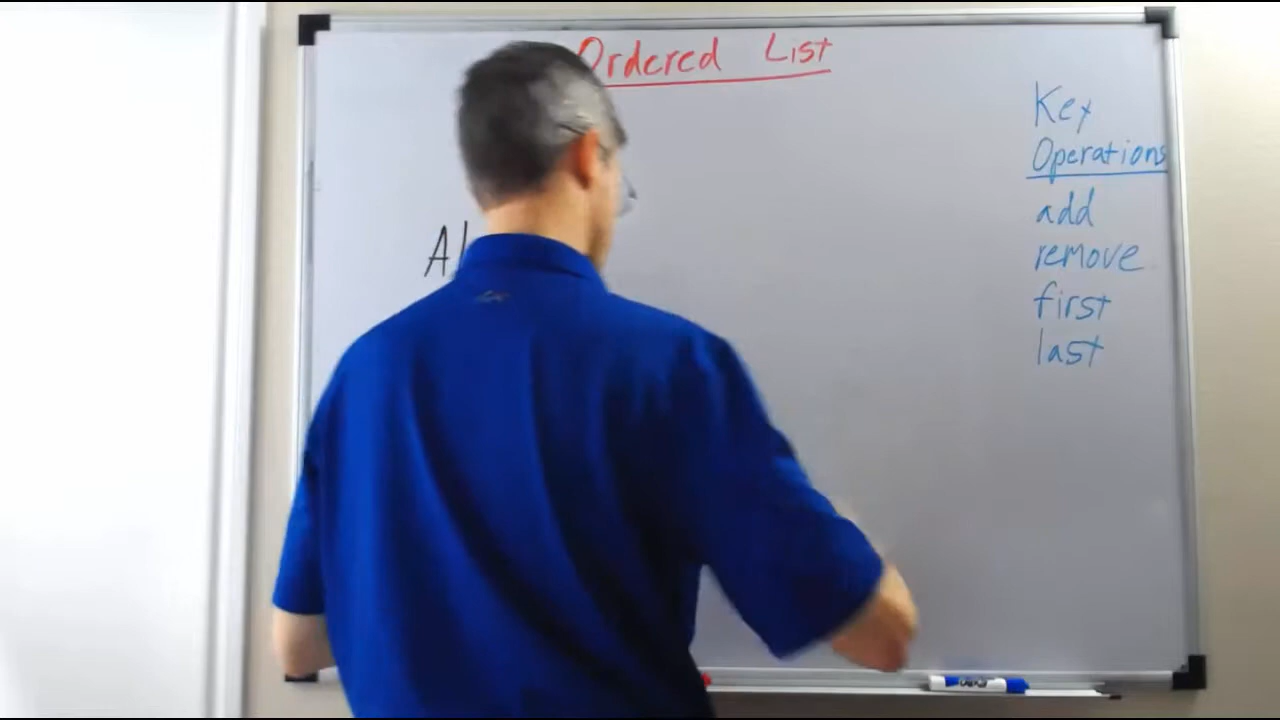 Ordered List
Key
Operations
add
remove
first
last